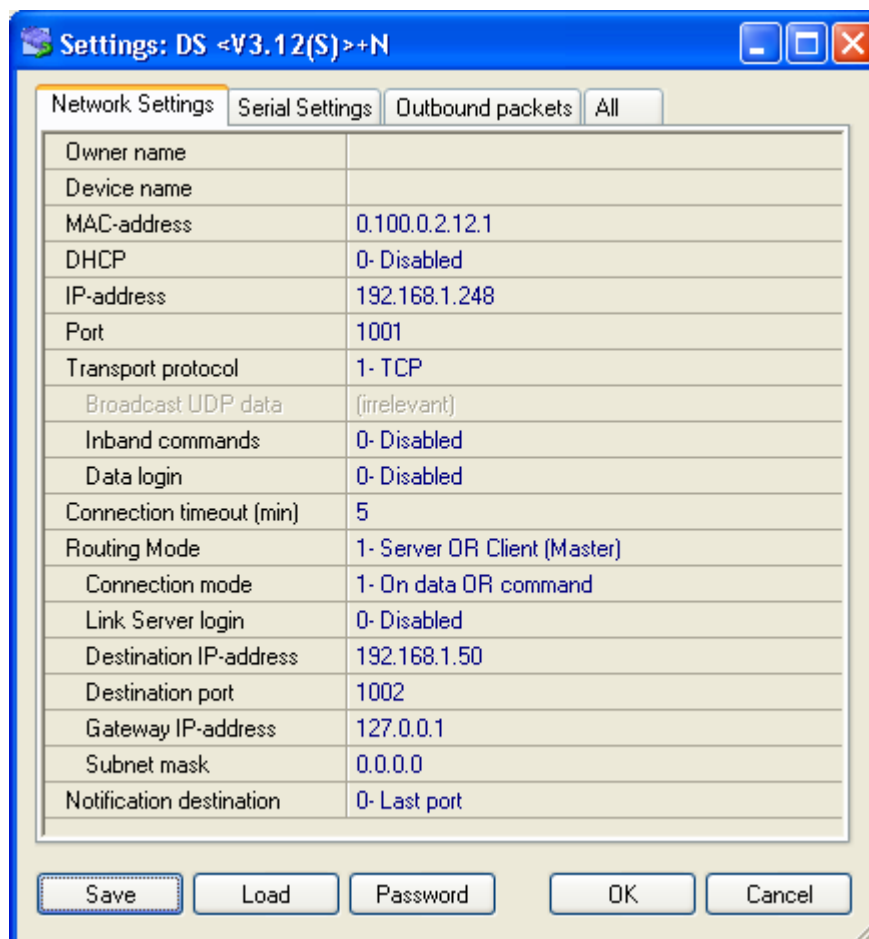 Settings: DS <V3.12(S)>+N
Network Settings Serial Settings Outbound packets All
Owner name
Device name
MAC-address 0.100.0.2.12.1
DHCP 0- Disabled
IP-address 192.168.1.248
Port 1001
Transport protocol 1- TCP
Broadcast UDP data (irrelevant)
Inband commands 0- Disabled
Data login 0- Disabled
Connection timeout (min) 5
Routing Mode 1- Server OR Client (Master)
Connection mode 1- On data OR command
Link Server login 0- Disabled
Destination IP-address 192.168.1.50
Destination port 1002
Gateway IP-address 127.0.0.1
Subnet mask 0.0.0.0
Notification destination 0- Last port
Save Load Password OK Cancel